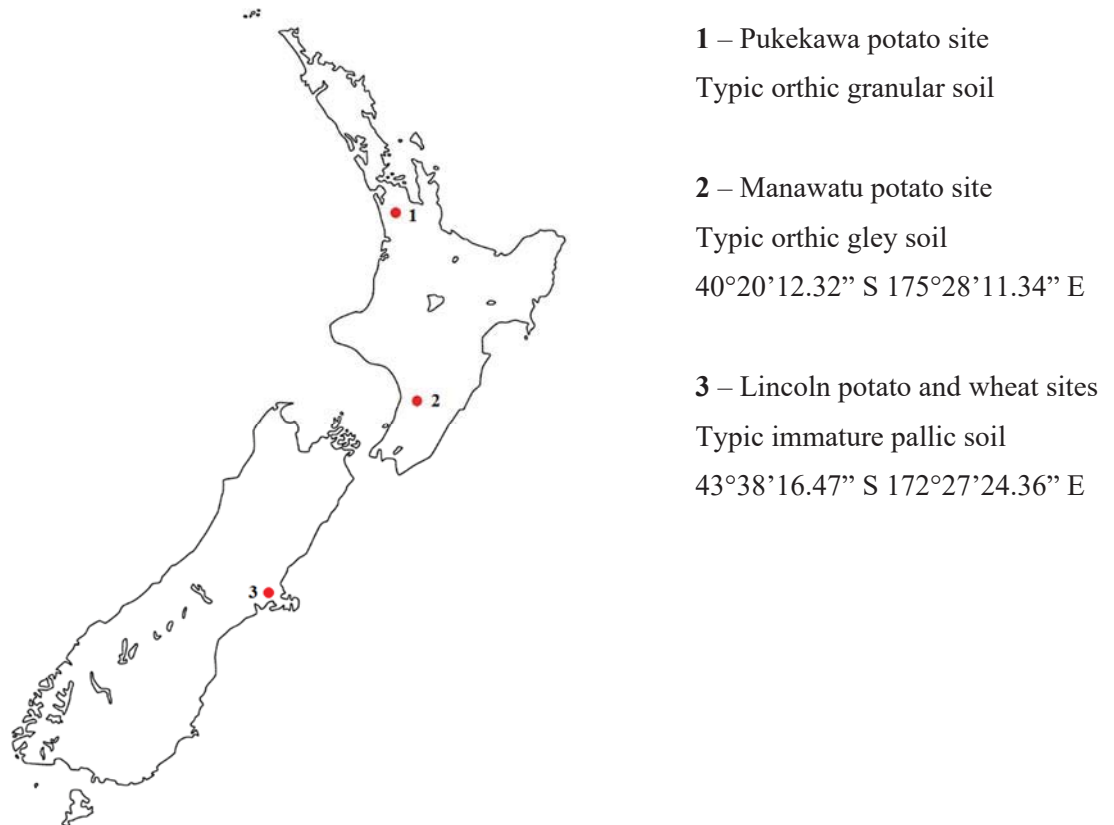 1 – Pukekawa potato site
Typic orthic granular soil
2 – Manawatu potato site
Typic orthic gley soil
40°20’12.32” S 175°28’11.34” E
3 – Lincoln potato and wheat sites
Typic immature pallic soil
43°38’16.47” S 172°27’24.36” E
1
2
3